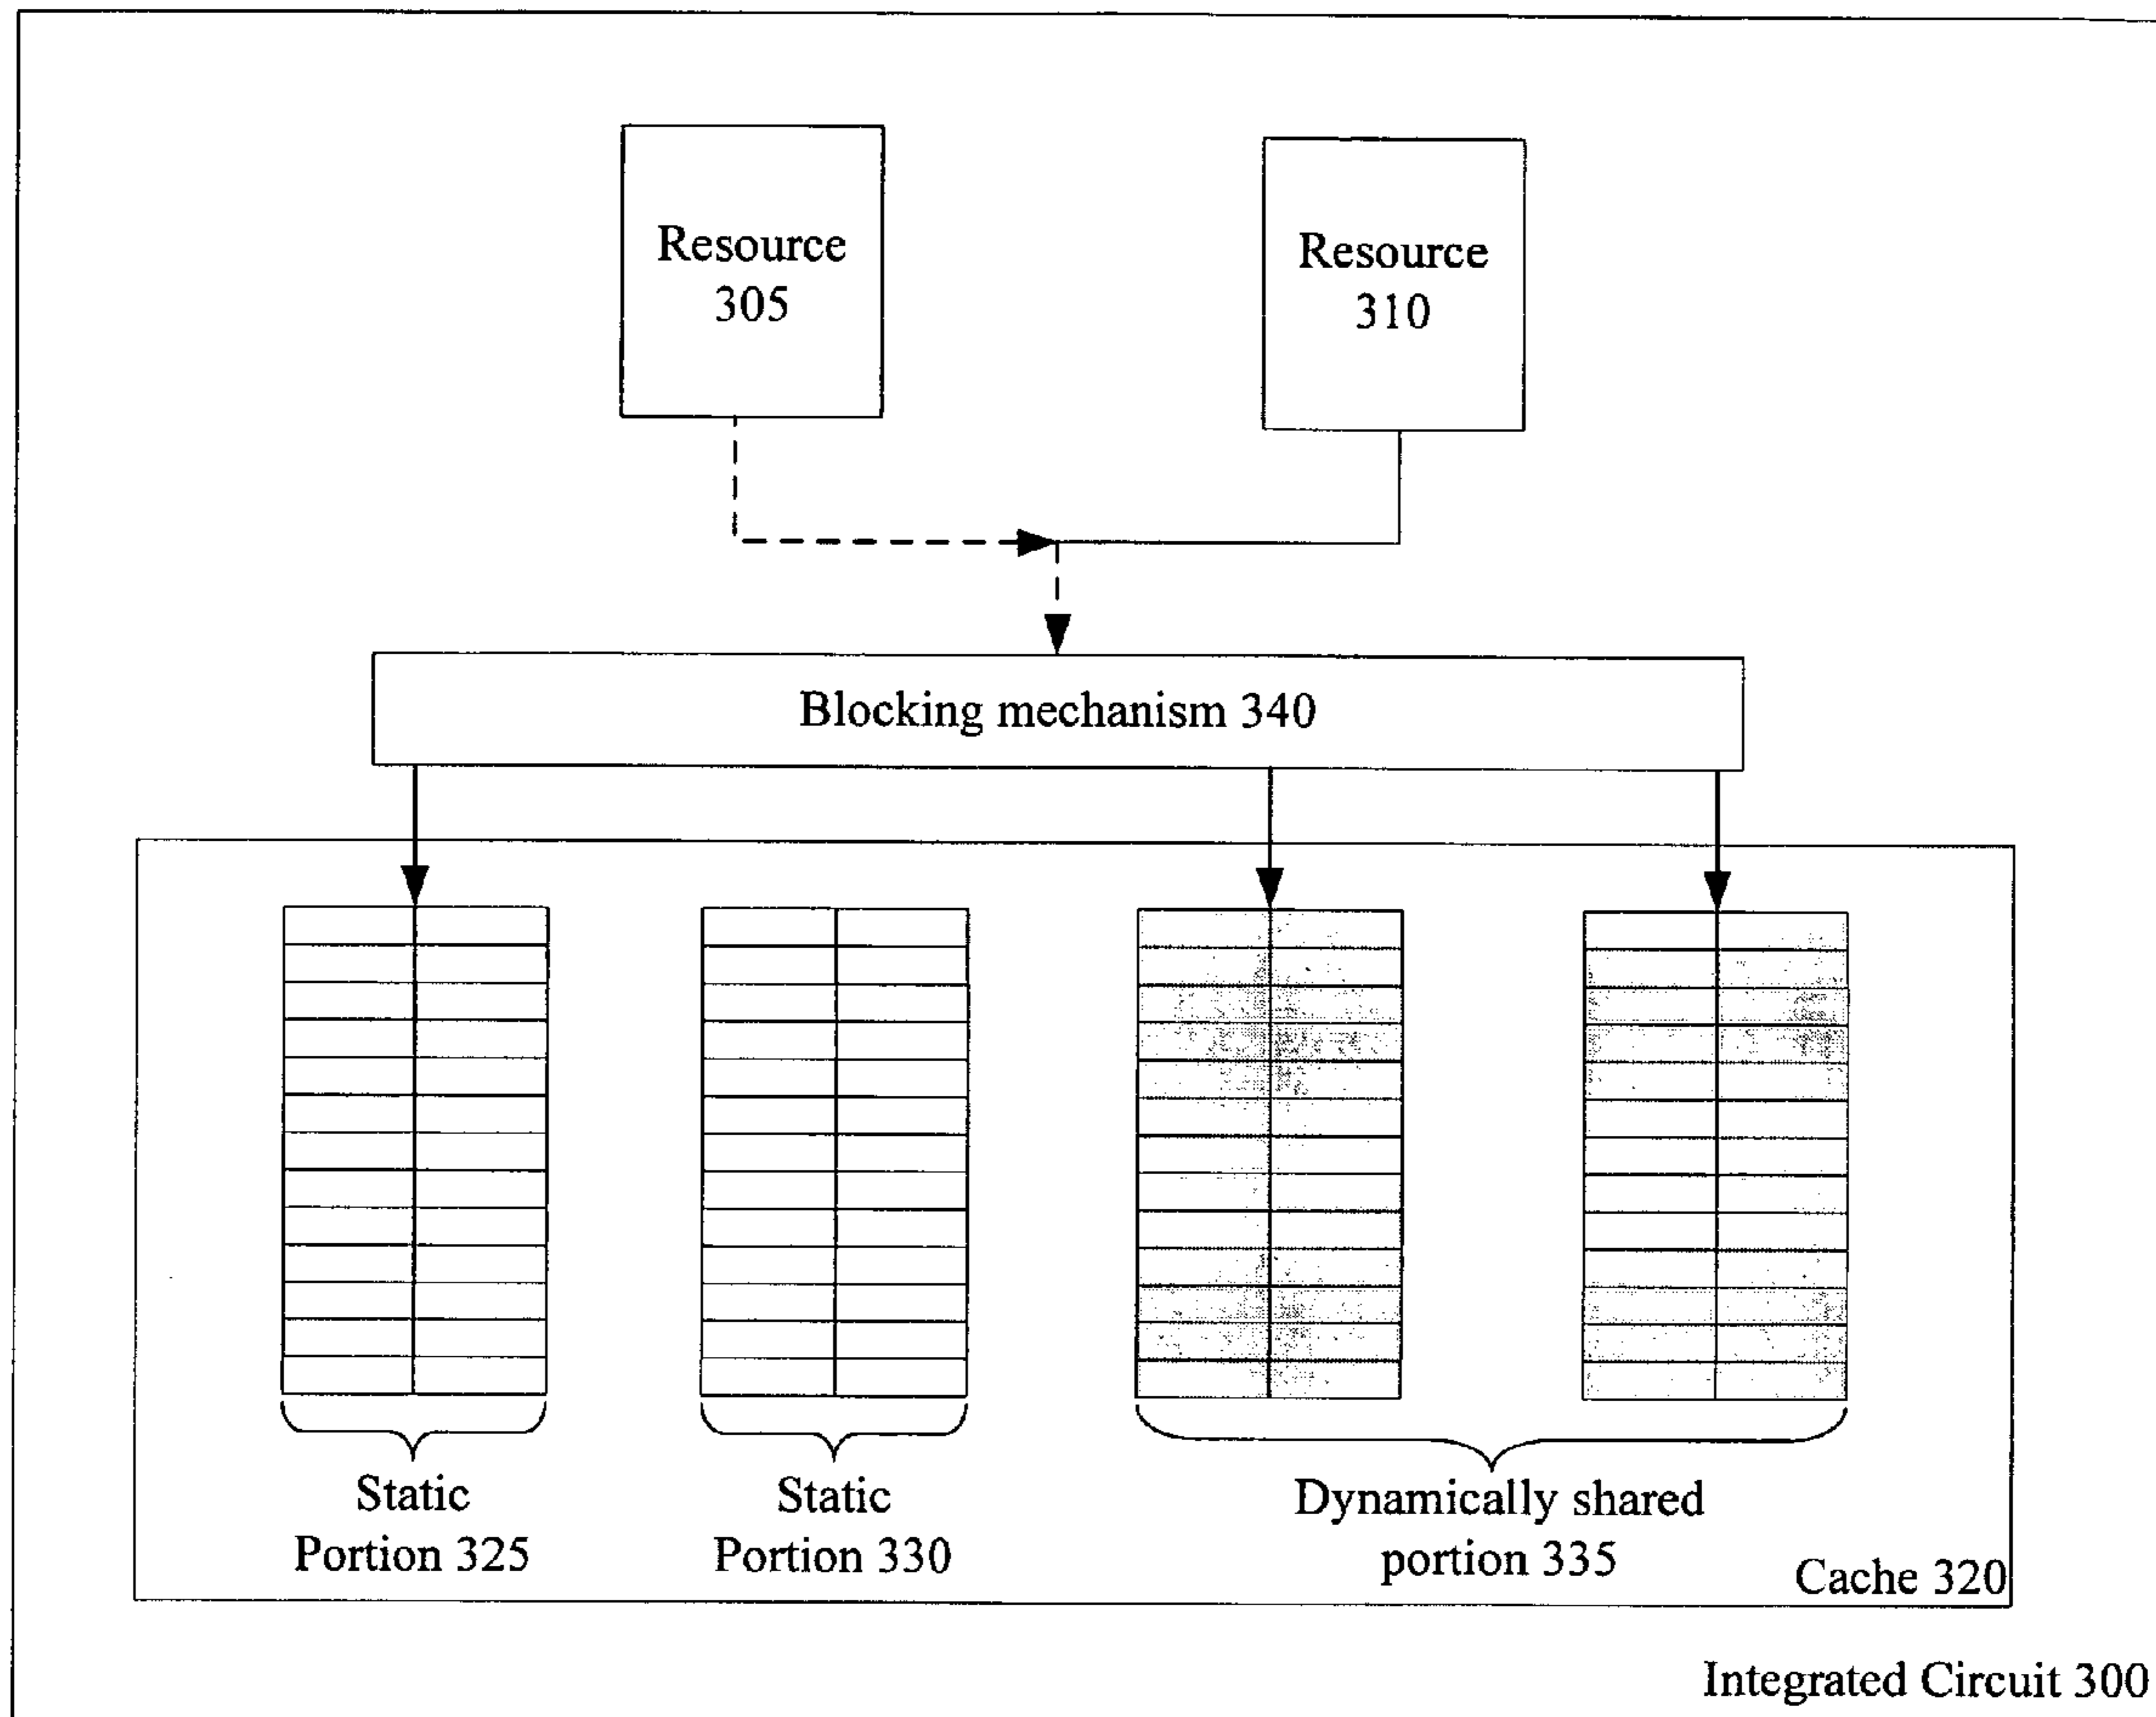 Resource
305
Resource
310
Blocking mechanism 340
Static
Portion 325
Static
Portion 330
Dynamically shared
portion 335
Cache 320
Integrated Circuit 300